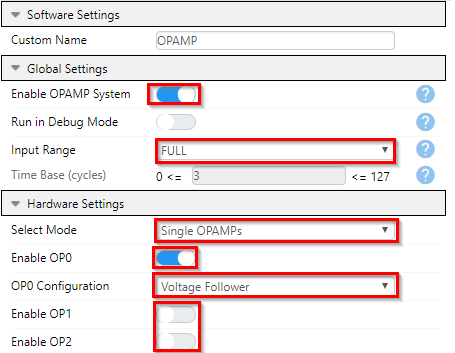 Software Settings
Custom Name OPAMP
Global Settings
Enable OPAMP System ?
Run in Debug Mode ?
Input Range FULL ?
Time Base (cycles) 0 <= 3 <= 127 ?
Hardware Settings
Select Mode Single OPAMPs
Enable OP0
OP0 Configuration Voltage Follower
Enable OP1
Enable OP2